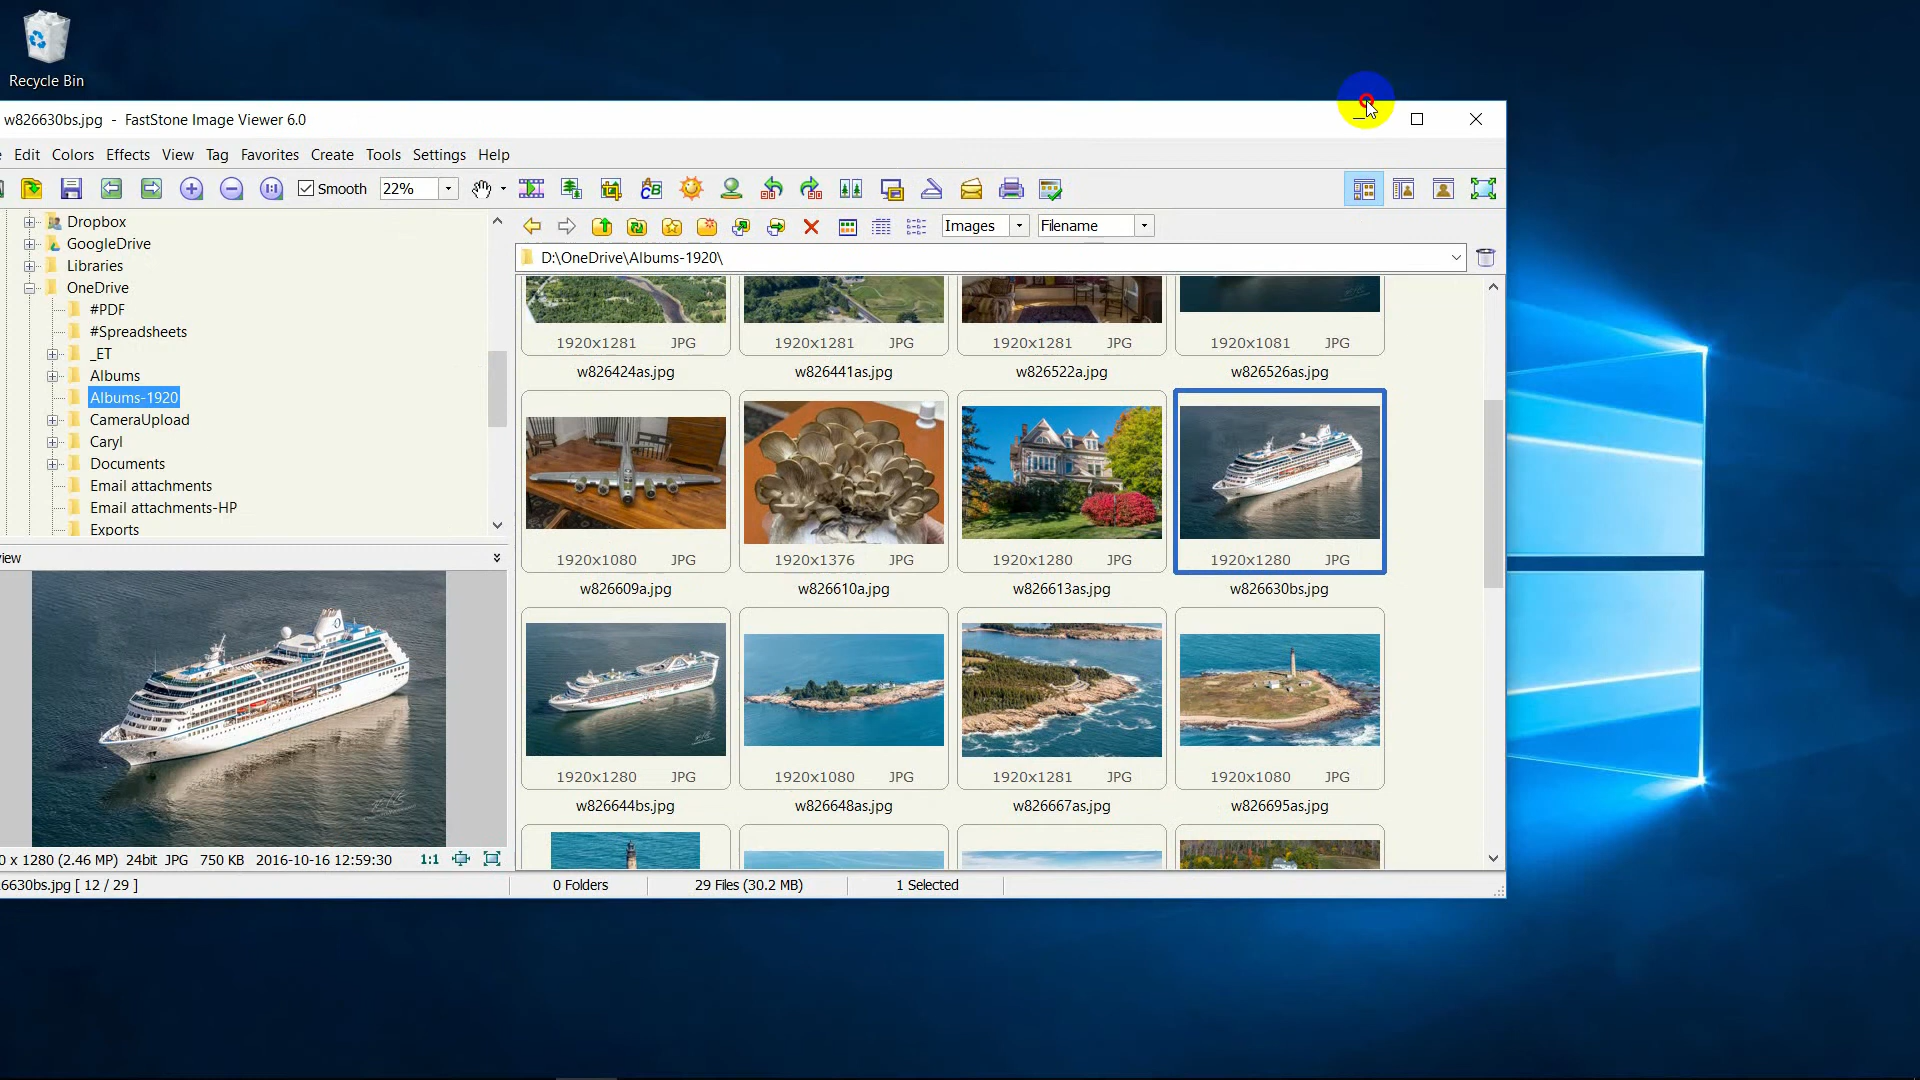 Recycle Bin
w826630bs.jpg - FastStone Image Viewer 6.0
Edit Colors Effects View Tag Favorites Create Tools Settings Help
1:1 Smooth 22%
Images Filename
D:\OneDrive\Albums-1920\
Dropbox
GoogleDrive
Libraries
OneDrive
#PDF
#Spreadsheets
_ET
Albums
Albums-1920
CameraUpload
Caryl
Documents
Email attachments
Email attachments-HP
Exports
1920x1281 JPG 1920x1281 JPG 1920x1281 JPG 1920x1081 JPG
w826424as.jpg w826441as.jpg w826522a.jpg w826526as.jpg
1920x1080 JPG 1920x1376 JPG 1920x1280 JPG 1920x1280 JPG
w826609a.jpg w826610a.jpg w826613as.jpg w826630bs.jpg
1920x1280 JPG 1920x1080 JPG 1920x1281 JPG 1920x1080 JPG
w826644bs.jpg w826648as.jpg w826667as.jpg w826695as.jpg
iew
0 x 1280 (2.46 MP) 24bit JPG 750 KB 2016-10-16 12:59:30 1:1
6630bs.jpg [ 12 / 29 ] 0 Folders 29 Files (30.2 MB) 1 Selected